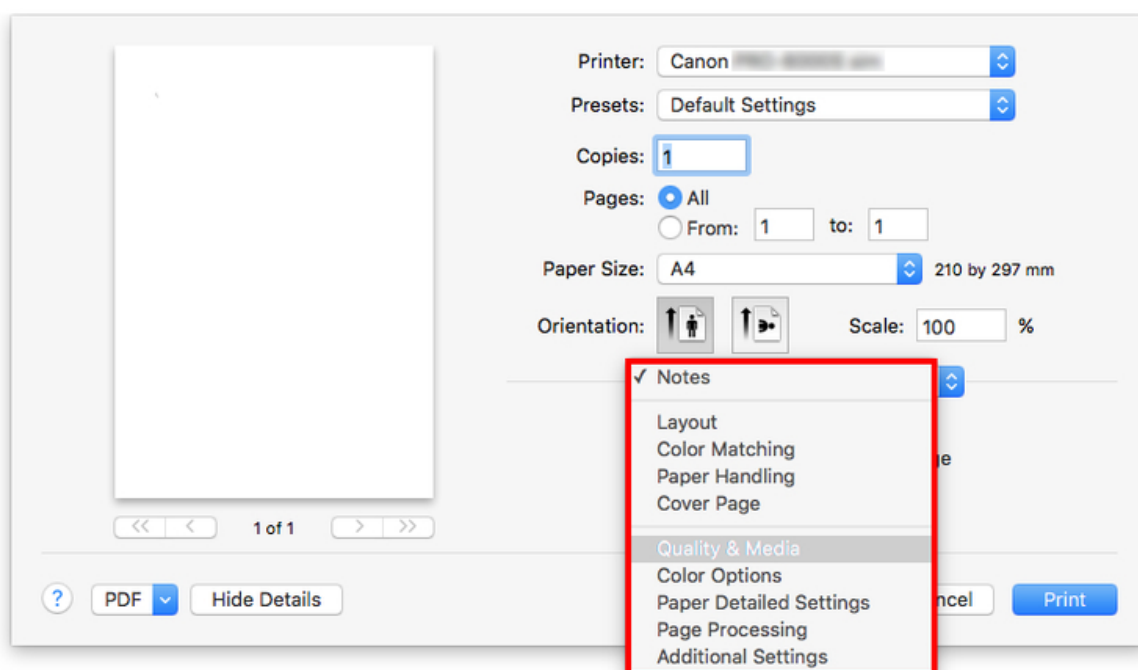 Printer: Canon
Presets: Default Settings
Copies: 1
Pages: All
From: 1 to: 1
Paper Size: A4 210 by 297 mm
Orientation: Scale: 100 %
✓ Notes
Layout
Color Matching
Paper Handling
Cover Page
Quality & Media
Color Options
Paper Detailed Settings
Page Processing
Additional Settings
<< < 1 of 1 > >>
? PDF Hide Details
Print